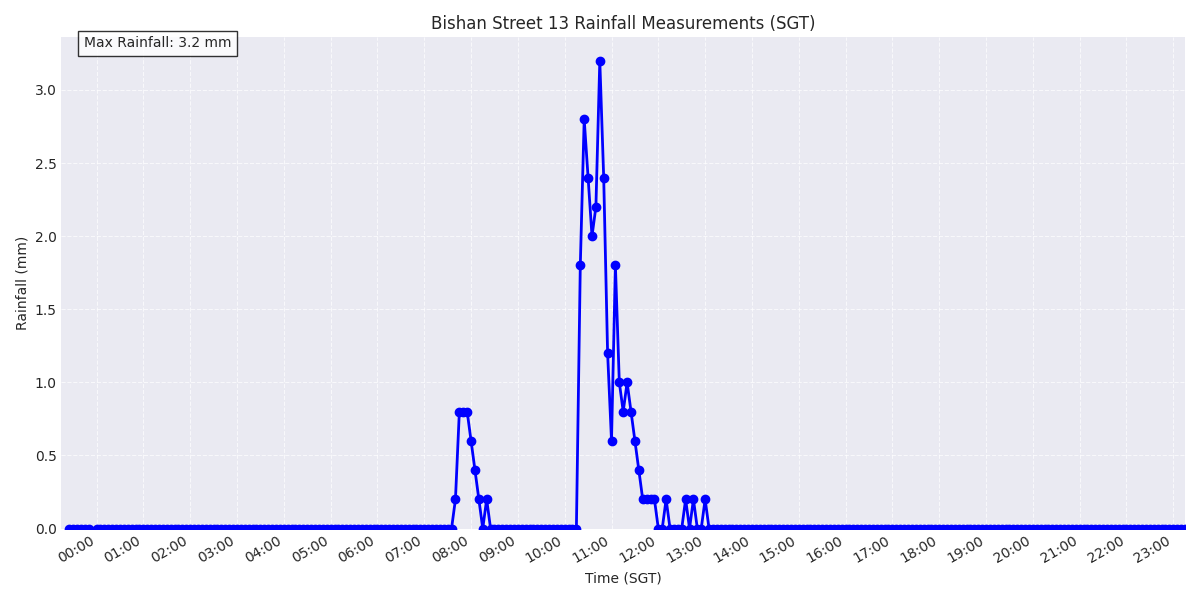 Bishan Street 13 Rainfall Measurements (SGT)
Max Rainfall: 3.2 mm
3.0
2.5
2.0
1.5
1.0
0.5
0.0
Rainfall (mm)
00:00 01:00 02:00 03:00 04:00 05:00 06:00 07:00 08:00 09:00 10:00 11:00 12:00 13:00 14:00 15:00 16:00 17:00 18:00 19:00 20:00 21:00 22:00 23:00
Time (SGT)